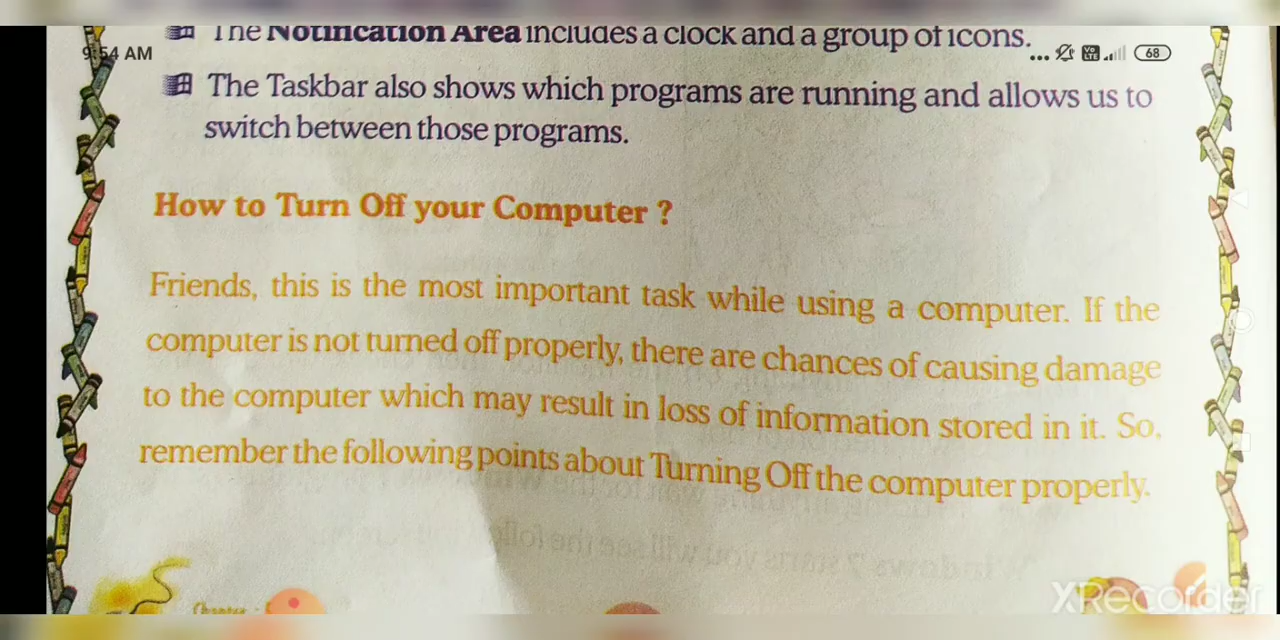 The Notification Area includes a clock and a group of icons.
9:54 AM
68
The Taskbar also shows which programs are running and allows us to
switch between those programs.
How to Turn Off your Computer ?
Friends, this is the most important task while using a computer. If the
computer is not turned off properly, there are chances of causing damage
to the computer which may result in loss of information stored in it. So,
remember the following points about Turning Off the computer properly.
XRecorder